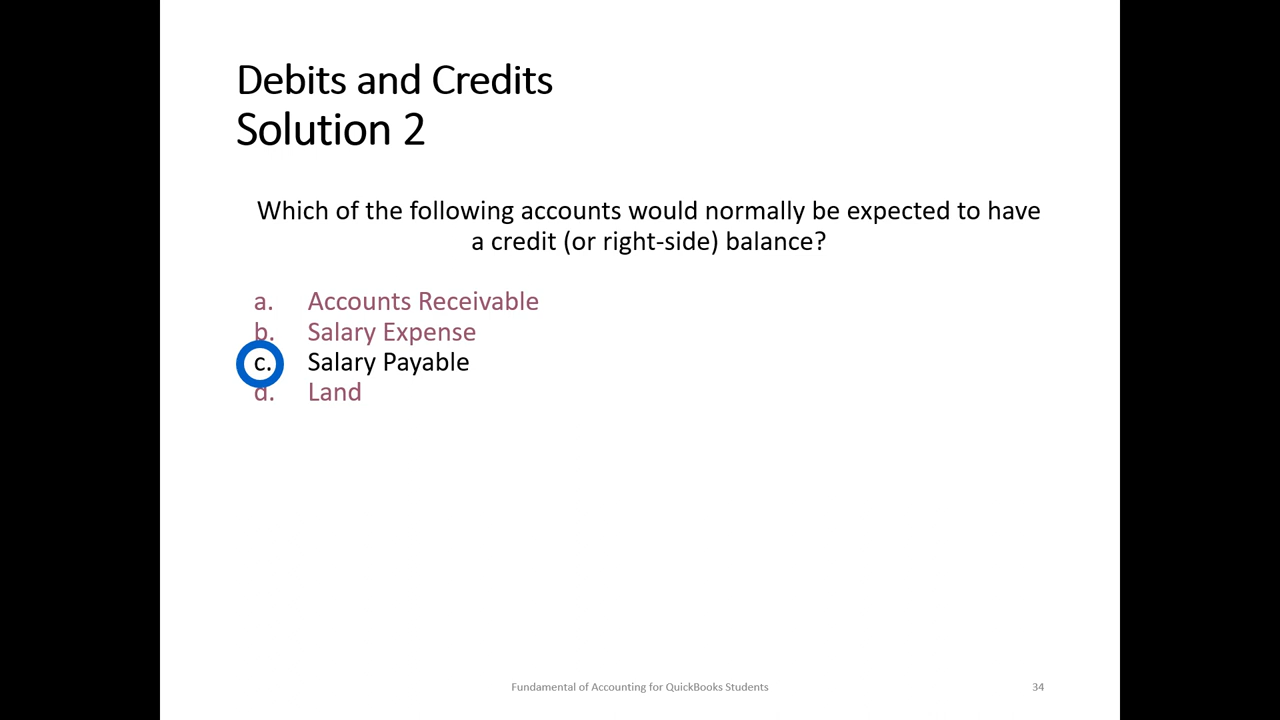 Debits and Credits
Solution 2
Which of the following accounts would normally be expected to have
a credit (or right-side) balance?
a. Accounts Receivable
b. Salary Expense
c. Salary Payable
d. Land
Fundamental of Accounting for QuickBooks Students
34